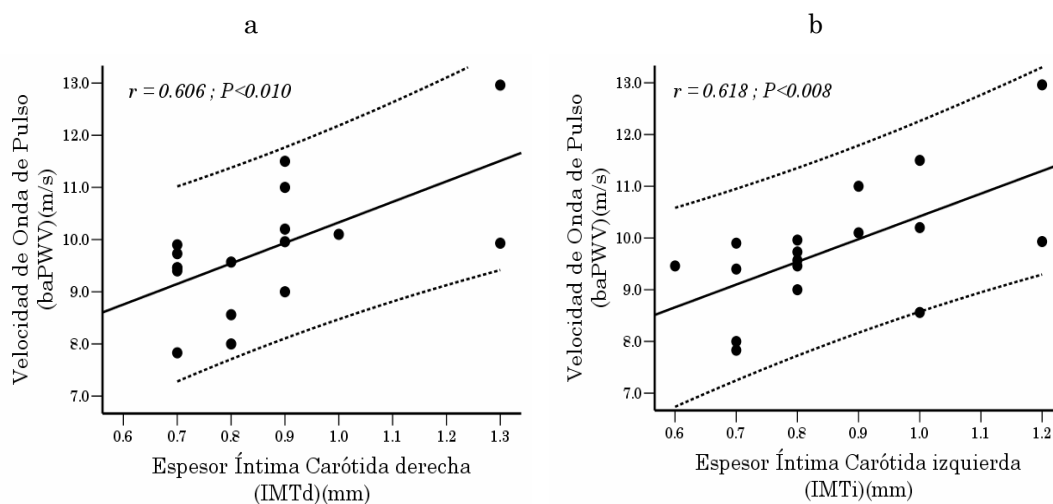 a
r = 0.606 ; P<0.010
Velocidad de Onda de Pulso
(baPWV)(m/s)
13.0
12.0
11.0
10.0
9.0
8.0
7.0
0.6 0.7 0.8 0.9 1.0 1.1 1.2 1.3
Espesor Íntima Carótida derecha
(IMTd)(mm)
b
r = 0.618 ; P<0.008
Velocidad de Onda de Pulso
(baPWV)(m/s)
13.0
12.0
11.0
10.0
9.0
8.0
7.0
0.6 0.7 0.8 0.9 1.0 1.1 1.2
Espesor Íntima Carótida izquierda
(IMTi)(mm)